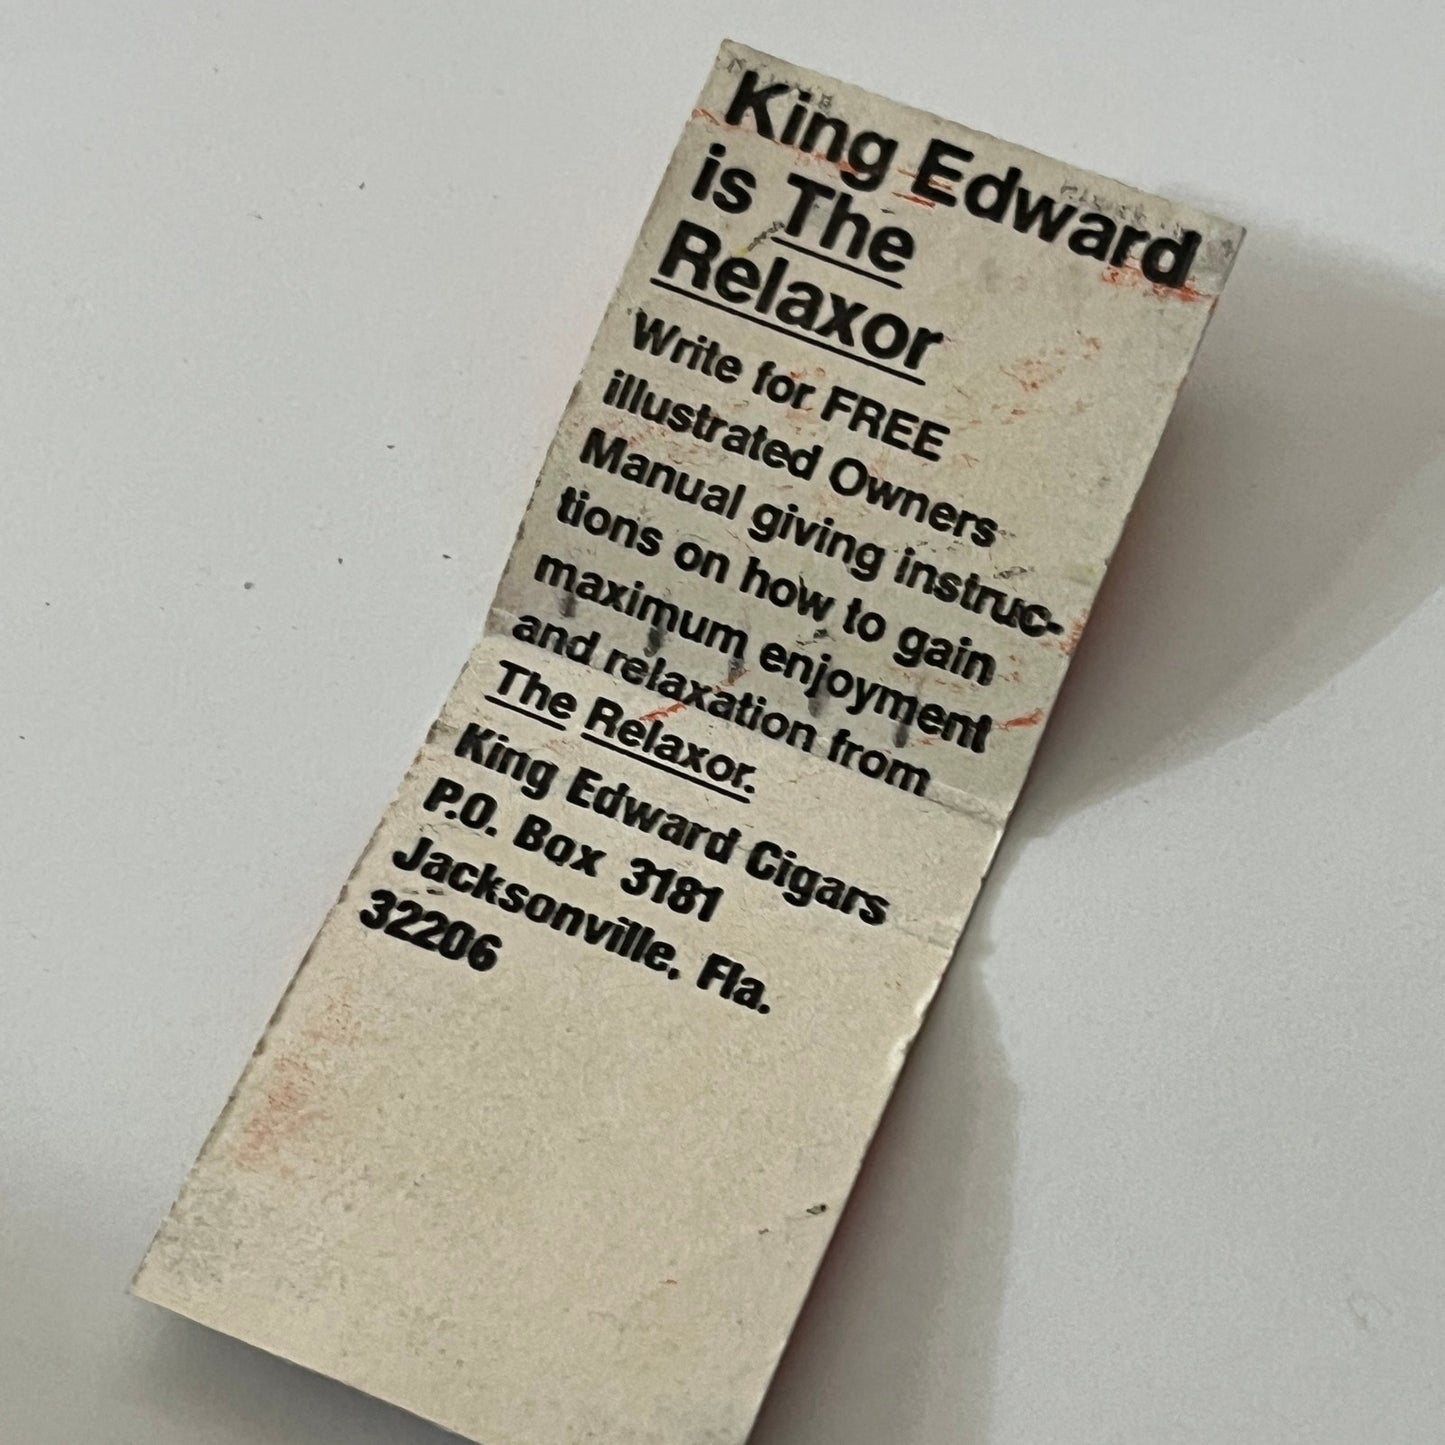 King Edward
is The
Relaxor
Write for FREE
illustrated Owners
Manual giving instruc-
tions on how to gain
maximum enjoyment
and relaxation from
The Relaxor.
King Edward Cigars
P.O. Box 3181
Jacksonville, Fla.
32206